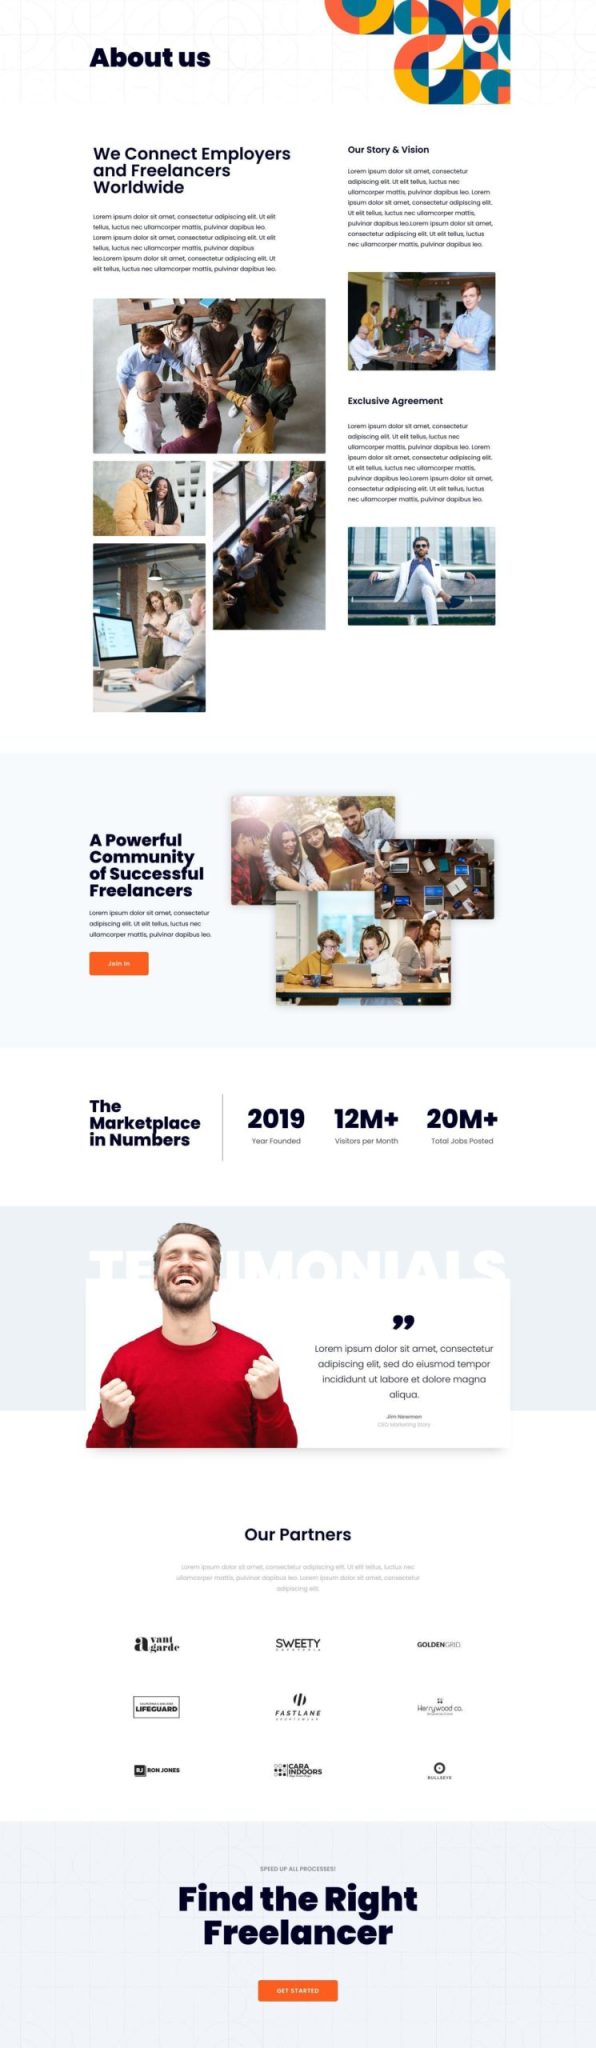 About us
We Connect Employers
and Freelancers
Worldwide
Lorem ipsum dolor sit amet, consectetur adipiscing elit. Ut elit
tellus, luctus nec ullamcorper mattis, pulvinar dapibus leo.
Lorem ipsum dolor sit amet, consectetur adipiscing elit. Ut elit
tellus, luctus nec ullamcorper mattis, pulvinar dapibus
leo.Lorem ipsum dolor sit amet, consectetur adipiscing elit. Ut
elit tellus, luctus nec ullamcorper mattis, pulvinar dapibus leo.
Our Story & Vision
Lorem ipsum dolor sit amet, consectetur
adipiscing elit. Ut elit tellus, luctus nec
ullamcorper mattis, pulvinar dapibus leo. Lorem
ipsum dolor sit amet, consectetur adipiscing elit.
Ut elit tellus, luctus nec ullamcorper mattis,
pulvinar dapibus leo.Lorem ipsum dolor sit amet,
consectetur adipiscing elit. Ut elit tellus, luctus
nec ullamcorper mattis, pulvinar dapibus leo.
Exclusive Agreement
Lorem ipsum dolor sit amet, consectetur
adipiscing elit. Ut elit tellus, luctus nec
ullamcorper mattis, pulvinar dapibus leo. Lorem
ipsum dolor sit amet, consectetur adipiscing elit.
Ut elit tellus, luctus nec ullamcorper mattis,
pulvinar dapibus leo.Lorem ipsum dolor sit amet,
consectetur adipiscing elit. Ut elit tellus, luctus
nec ullamcorper mattis, pulvinar dapibus leo.
A Powerful
Community
of Successful
Freelancers
Lorem ipsum dolor sit amet, consectetur
adipiscing elit. Ut elit tellus, luctus nec
ullamcorper mattis, pulvinar dapibus leo.
Join In
The
Marketplace
in Numbers
2019
Year Founded
12M+
Visitors per Month
20M+
Total Jobs Posted
TESTIMONIALS
Lorem ipsum dolor sit amet, consectetur
adipiscing elit, sed do eiusmod tempor
incididunt ut labore et dolore magna
aliqua.
Jim Newman
CEO Marketing Story
Our Partners
Lorem ipsum dolor sit amet, consectetur adipiscing elit. Ut elit tellus, luctus nec
ullamcorper mattis, pulvinar dapibus leo. Lorem ipsum dolor sit amet, consectetur
adipiscing elit.
avant
garde
SWEETY
GOLDENGRID
LIFEGUARD
FASTLANE
SPORTSWEAR
Herrywood co.
RJ RON JONES
CARA
INDOORS
BULLSEYE
SPEED UP ALL PROCESSES!
Find the Right
Freelancer
GET STARTED